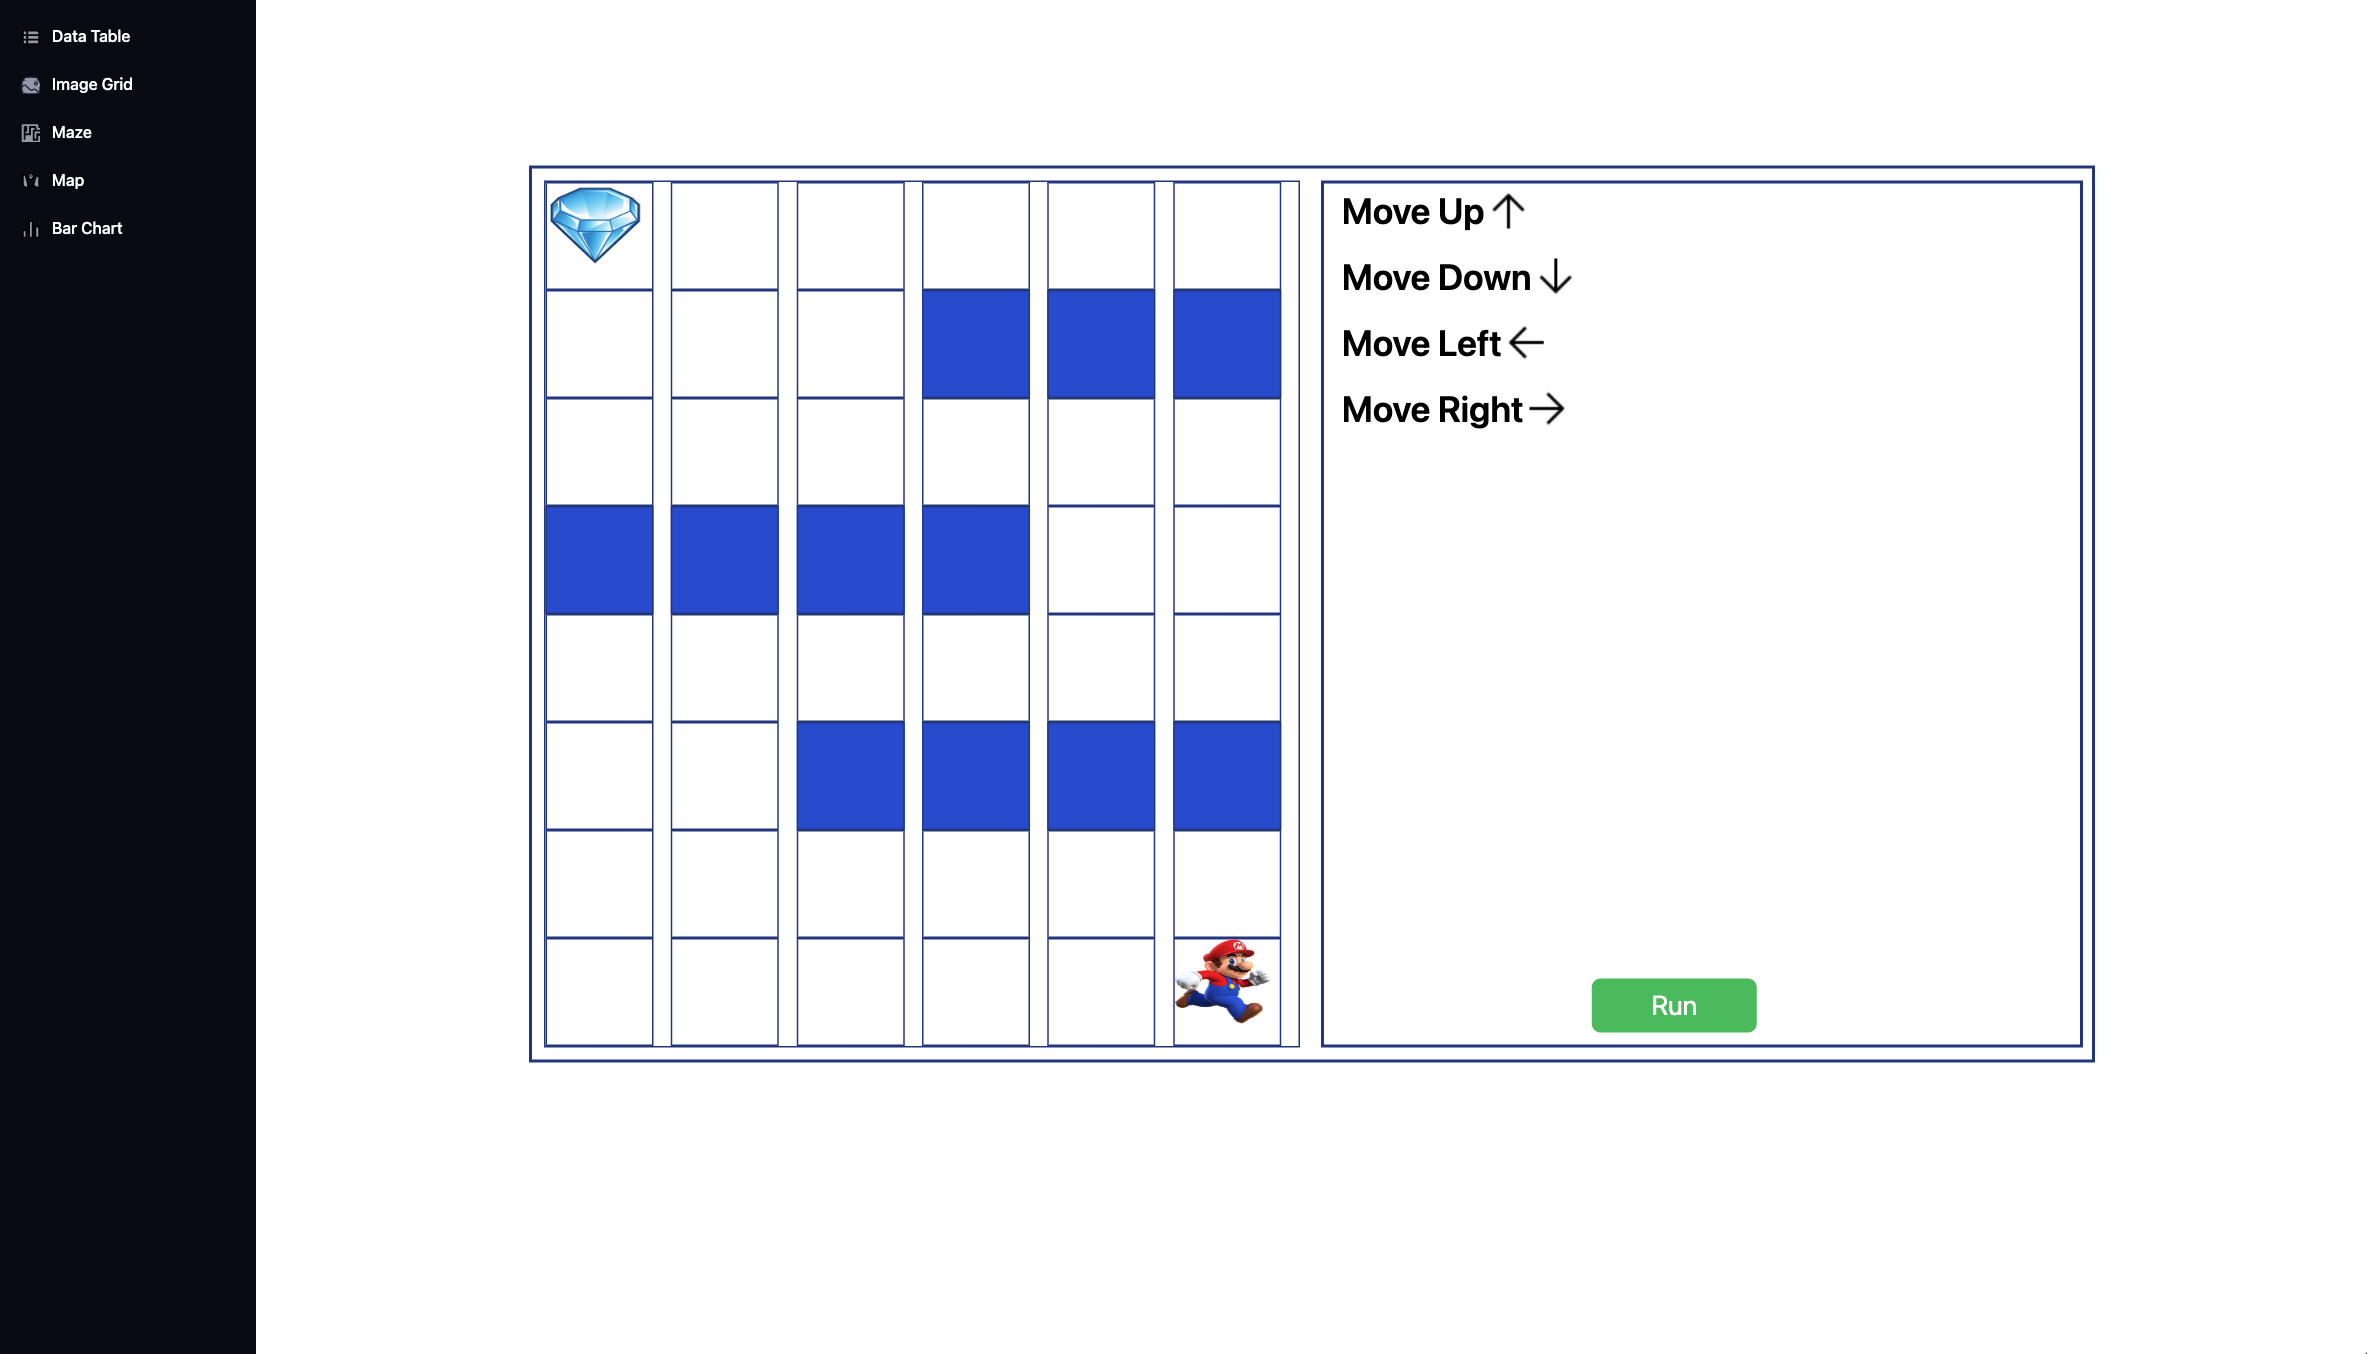 Data Table
Image Grid
Maze
Map
Bar Chart
Move Up ↑
Move Down ↓
Move Left ←
Move Right →
Run